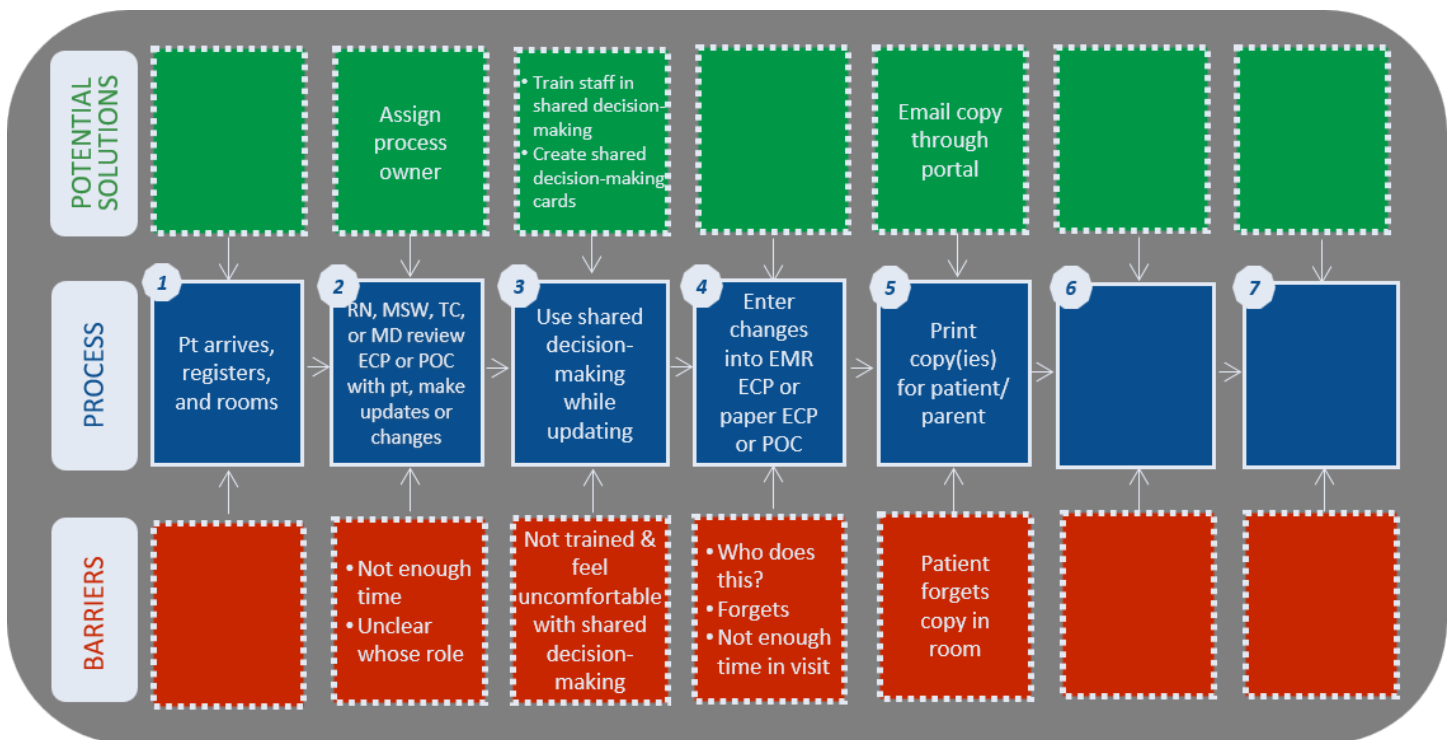 POTENTIAL
SOLUTIONS
Assign
process
owner
• Train staff in
shared decision-
making
• Create shared
decision-making
cards
Email copy
through
portal
PROCESS
1
Pt arrives,
registers,
and rooms
2
RN, MSW, TC,
or MD review
ECP or POC
with pt, make
updates or
changes
3
Use shared
decision-
making
while
updating
4
Enter
changes
into EMR
ECP or
paper ECP
or POC
5
Print
copy(ies)
for patient/
parent
6
7
BARRIERS
• Not enough
time
• Unclear
whose role
Not trained &
feel
uncomfortable
with shared
decision-
making
• Who does
this?
• Forgets
• Not enough
time in visit
Patient
forgets
copy in
room